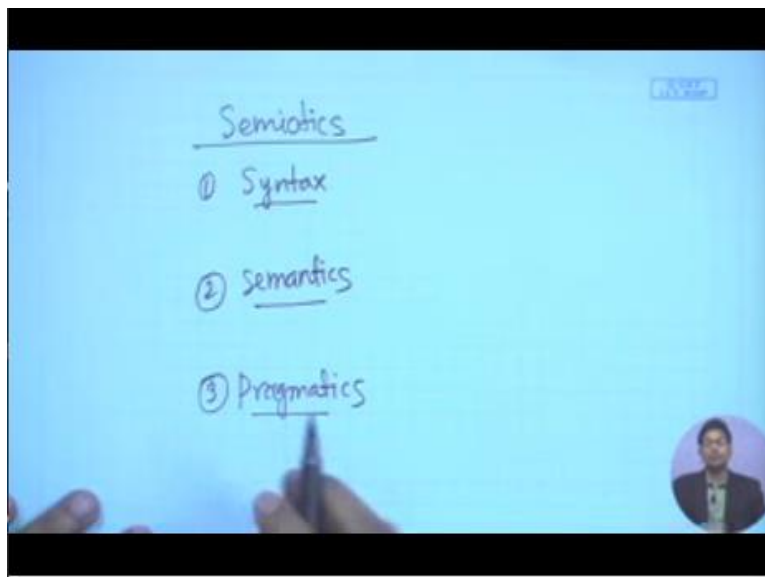 Semiotics
① Syntax
② Semantics
③ Pragmatics